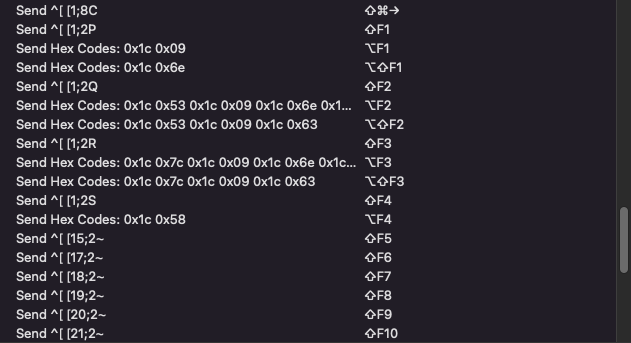 Send ^[ [1;8C ⇧⌘→
Send ^[ [1;2P ⇧F1
Send Hex Codes: 0x1c 0x09 ⌥F1
Send Hex Codes: 0x1c 0x6e ⌥⇧F1
Send ^[ [1;2Q ⇧F2
Send Hex Codes: 0x1c 0x53 0x1c 0x09 0x1c 0x6e 0x1... ⌥F2
Send Hex Codes: 0x1c 0x53 0x1c 0x09 0x1c 0x63 ⌥⇧F2
Send ^[ [1;2R ⇧F3
Send Hex Codes: 0x1c 0x7c 0x1c 0x09 0x1c 0x6e 0x1c... ⌥F3
Send Hex Codes: 0x1c 0x7c 0x1c 0x09 0x1c 0x63 ⌥⇧F3
Send ^[ [1;2S ⇧F4
Send Hex Codes: 0x1c 0x58 ⌥F4
Send ^[ [15;2~ ⇧F5
Send ^[ [17;2~ ⇧F6
Send ^[ [18;2~ ⇧F7
Send ^[ [19;2~ ⇧F8
Send ^[ [20;2~ ⇧F9
Send ^[ [21;2~ ⇧F10